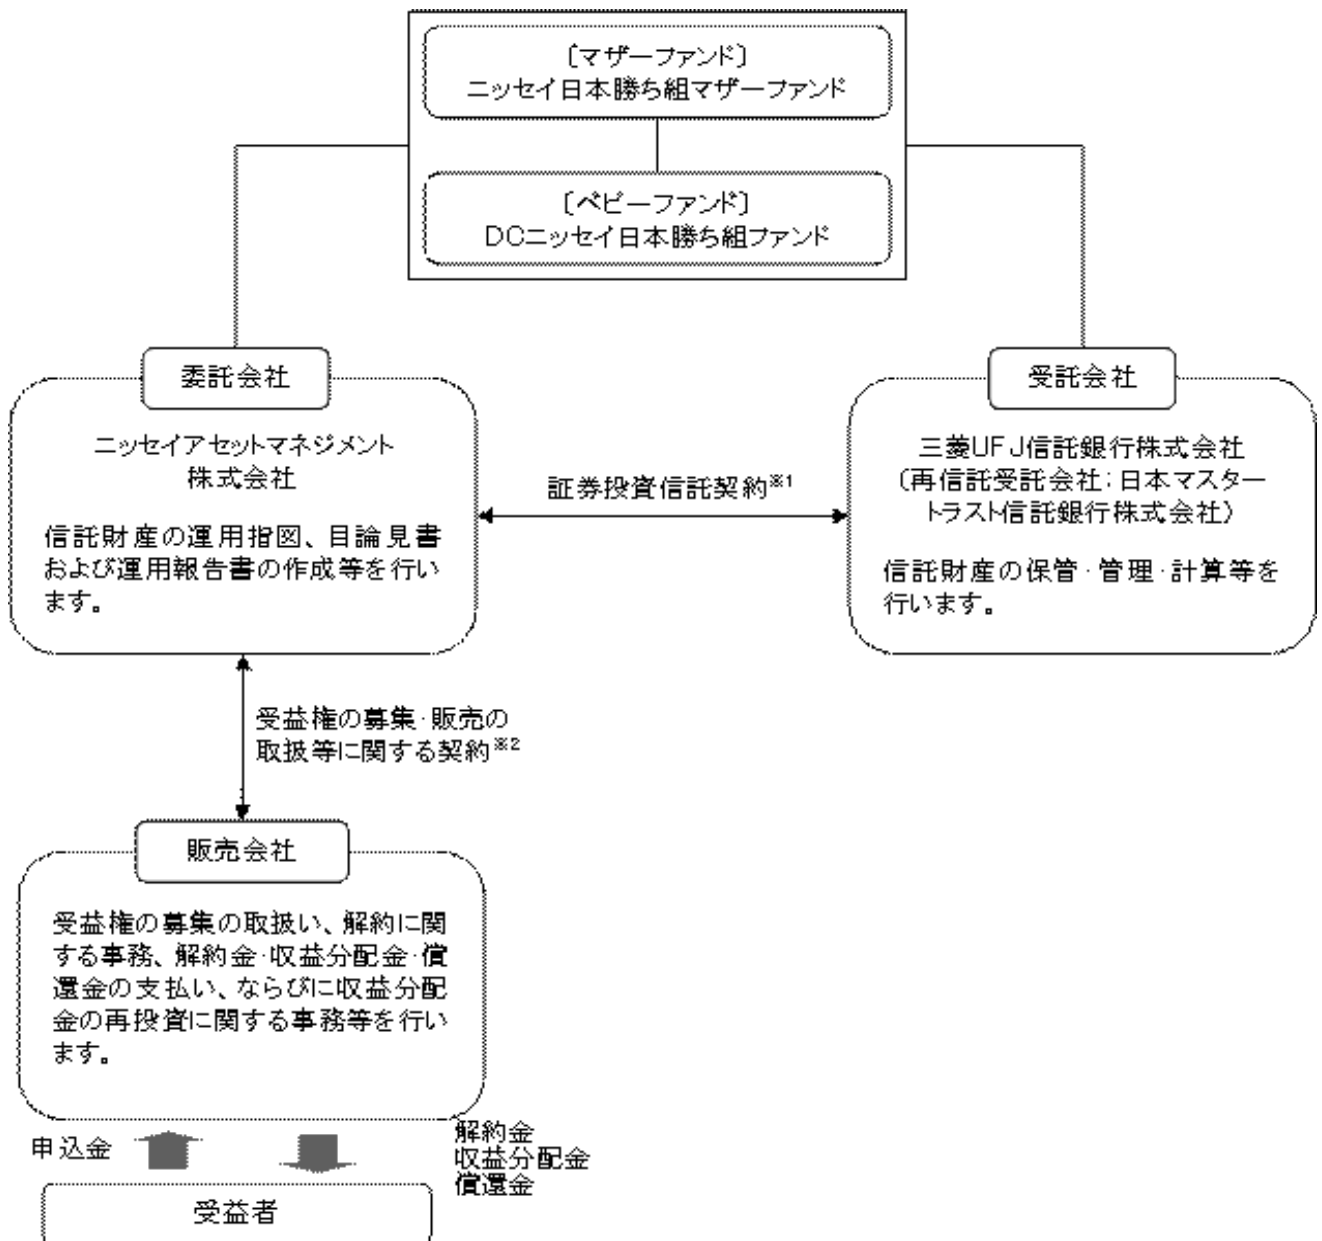 〔マザーファンド〕
ニッセイ日本勝ち組マザーファンド
〔ベビーファンド〕
DCニッセイ日本勝ち組ファンド
委託会社
ニッセイアセットマネジメント
株式会社
信託財産の運用指図、目論見書
および運用報告書の作成等を行い
ます。
証券投資信託契約※1
受託会社
三菱UFJ信託銀行株式会社
(再信託受託会社:日本マスター
トラスト信託銀行株式会社)
信託財産の保管・管理・計算等を
行います。
受益権の募集・販売の
取扱等に関する契約※2
販売会社
受益権の募集の取扱い、解約に関
する事務、解約金・収益分配金・償
還金の支払い、ならびに収益分配
金の再投資に関する事務等を行い
ます。
申込金
解約金
収益分配金
償還金
受益者